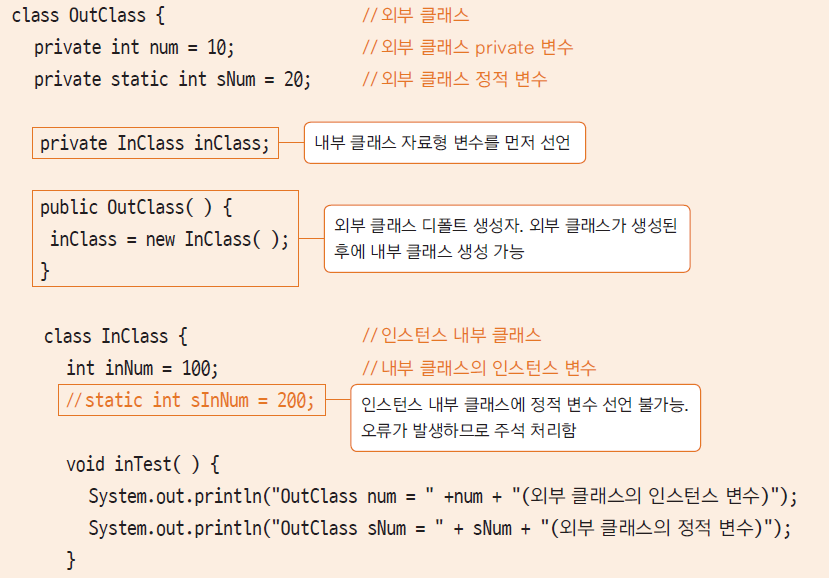 class OutClass { //외부 클래스
private int num = 10; //외부 클래스 private 변수
private static int sNum = 20; //외부 클래스 정적 변수
private InClass inClass; 내부 클래스 자료형 변수를 먼저 선언
public OutClass( ) {
inClass = new InClass( );
}
외부 클래스 디폴트 생성자. 외부 클래스가 생성된
후에 내부 클래스 생성 가능
class InClass { //인스턴스 내부 클래스
int inNum = 100; //내부 클래스의 인스턴스 변수
//static int sInNum = 200;
인스턴스 내부 클래스에 정적 변수 선언 불가능.
오류가 발생하므로 주석 처리함
void inTest( ) {
System.out.println("OutClass num = " +num + "(외부 클래스의 인스턴스 변수)");
System.out.println("OutClass sNum = " + sNum + "(외부 클래스의 정적 변수)");
}